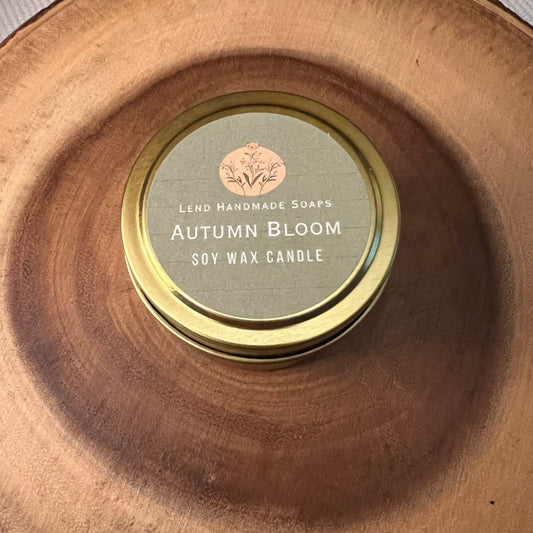 Lend Handmade Soaps
Autumn Bloom
SOY WAX CANDLE